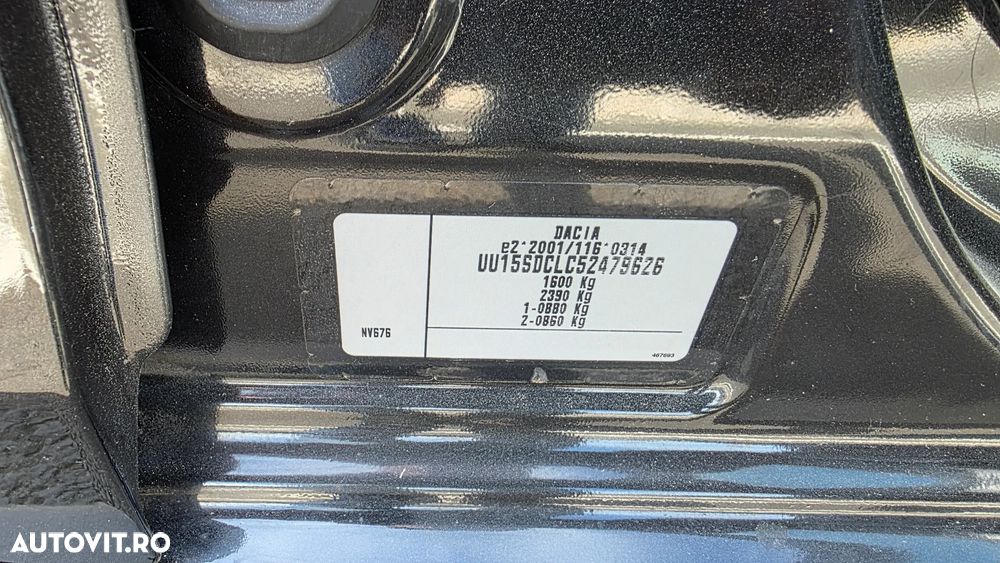 DACIA
e2*2001/116*0314
UU15SDCLC52479626
1600 Kg
2390 Kg
1-0880 Kg
2-0860 Kg
NV676
467693
AUTOVIT.RO